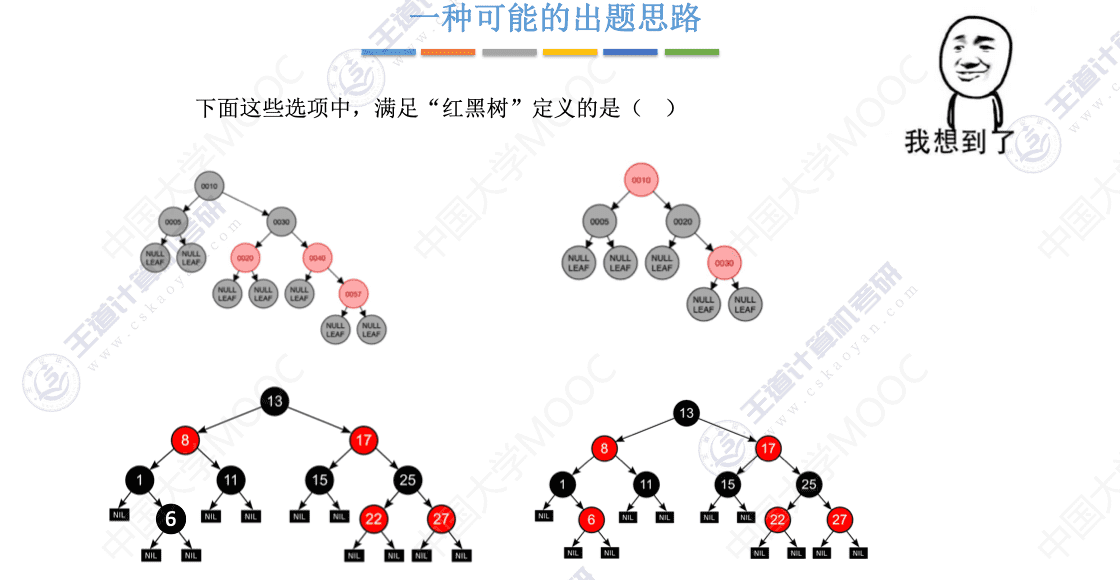 一种可能的出题思路
下面这些选项中，满足“红黑树”定义的是（ ）
我想到了
0010
0005
0030
NULL LEAF
NULL LEAF
0020
0040
NULL LEAF
NULL LEAF
NULL LEAF
0057
NULL LEAF
NULL LEAF
0010
0005
0020
NULL LEAF
NULL LEAF
NULL LEAF
0030
NULL LEAF
NULL LEAF
13
8
17
1
11
15
25
NIL
6
NIL
NIL
NIL
NIL
22
27
NIL
NIL
NIL
NIL
NIL
NIL
13
8
17
1
11
15
25
NIL
6
NIL
NIL
NIL
NIL
22
27
NIL
NIL
NIL
NIL
NIL
NIL
中国大学MOOC
王道计算机考研
www.cskaoyan.com